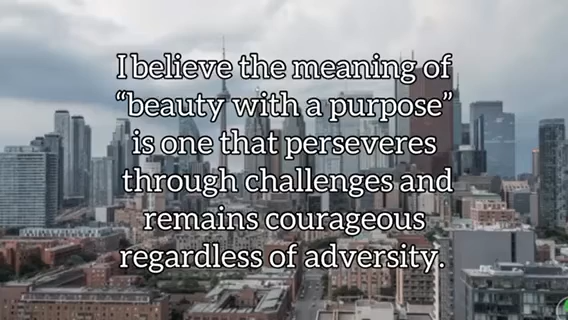 I believe the meaning of
“beauty with a purpose”
is one that perseveres
through challenges and
remains courageous
regardless of adversity.